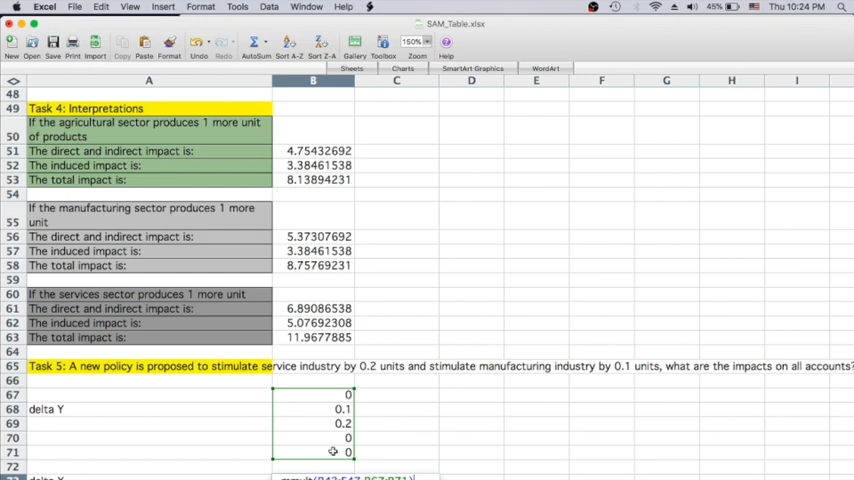 Excel File Edit View Insert Format Tools Data Window Help 45% Thu 10:24 PM
SAM_Table.xlsx
150%
New Open Save Print Import Copy Paste Format Undo Redo AutoSum Sort A-Z Sort Z-A Gallery Toolbox Zoom Help
Sheets Charts SmartArt Graphics WordArt
A B C D E F G H I
48
49 Task 4: Interpretations
If the agricultural sector produces 1 more unit
50 of products
51 The direct and indirect impact is: 4.75432692
52 The induced impact is: 3.38461538
53 The total impact is: 8.13894231
54
If the manufacturing sector produces 1 more
55 unit
56 The direct and indirect impact is: 5.37307692
57 The induced impact is: 3.38461538
58 The total impact is: 8.75769231
59
60 If the services sector produces 1 more unit
61 The direct and indirect impact is: 6.89086538
62 The induced impact is: 5.07692308
63 The total impact is: 11.9677885
64
65 Task 5: A new policy is proposed to stimulate service industry by 0.2 units and stimulate manufacturing industry by 0.1 units, what are the impacts on all accounts?
66
67 0
68 delta Y 0.1
69 0.2
70 0
71 0
72